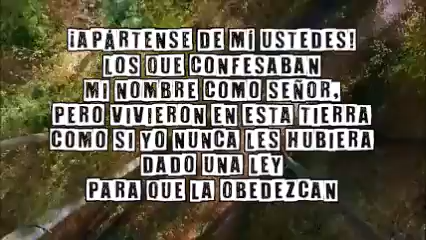 ¡APÁRTENSE DE MÍ USTEDES!
LOS QUE CONFESABAN
MI NOMBRE COMO SEÑOR,
PERO VIVIERON EN ESTA TIERRA
COMO SI YO NUNCA LES HUBIERA
DADO UNA LEY
PARA QUE LA OBEDEZCAN